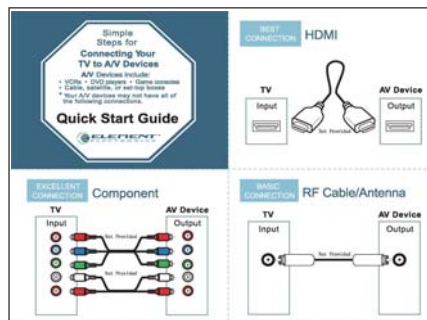 Simple
Steps for
Connecting Your
TV to A/V Devices
A/V Devices Include:
• VCRs • DVD players • Game consoles
• Cable, satellite, or set-top boxes
*Your A/V devices may not have all of
the following connections.
Quick Start Guide
ELEMENT
ELECTRONICS
BEST
CONNECTION
HDMI
TV
AV Device
Input
Output
Not Provided
EXCELLENT
CONNECTION
Component
TV
AV Device
Input
Output
Not Provided
Not Provided
BASIC
CONNECTION
RF Cable/Antenna
TV
AV Device
Input
Output
Not Provided